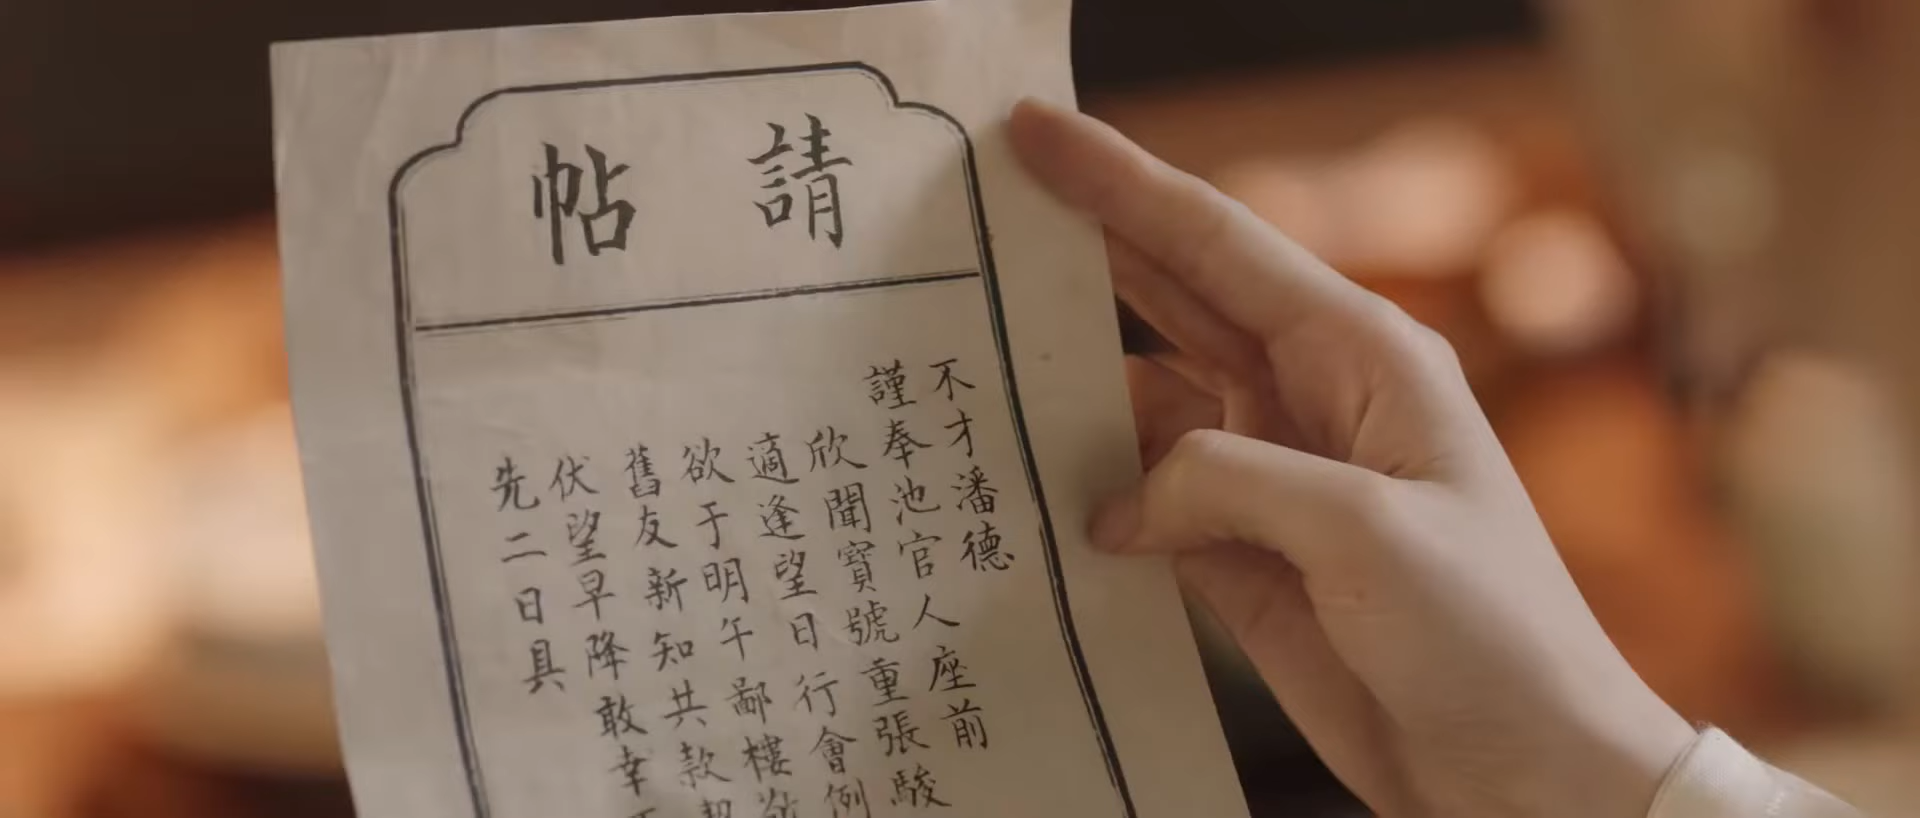 請帖
不才潘德
謹奉池官人座前
欣聞寶號重張駿
適逢望日行會例
欲于明午鄙樓
舊友新知共款
伏望早降敢幸
先二日具